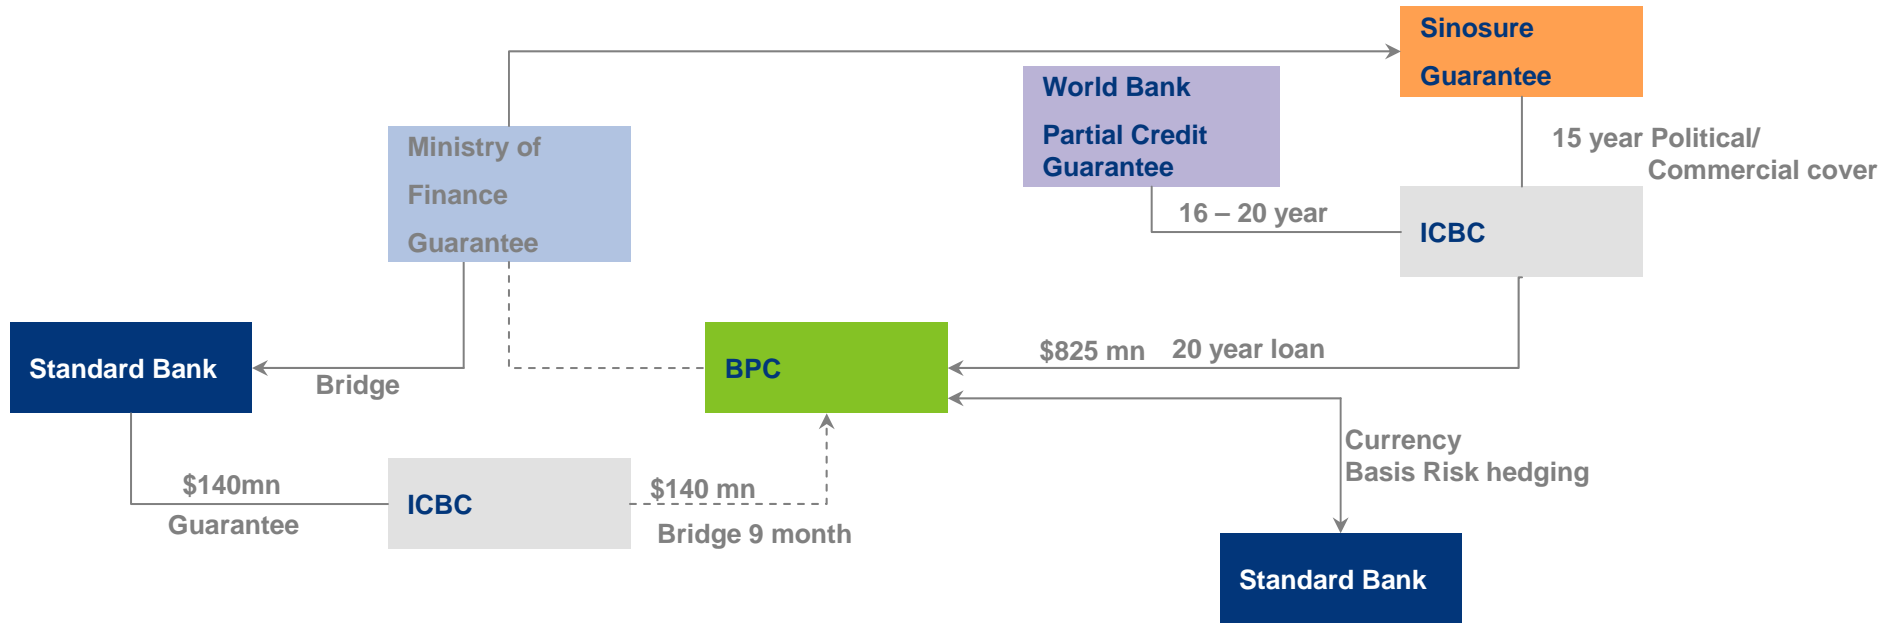 Sinosure
Guarantee
World Bank
Partial Credit
Guarantee
15 year Political/
Commercial cover
Ministry of
Finance
Guarantee
16 – 20 year
ICBC
Standard Bank
Bridge
BPC
$825 mn 20 year loan
Currency
Basis Risk hedging
$140mn
Guarantee
ICBC
$140 mn
Bridge 9 month
Standard Bank